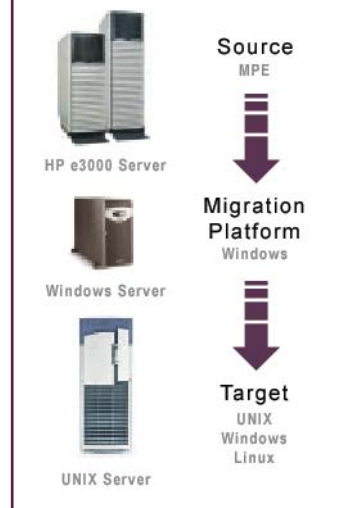 Source
MPE
HP e3000 Server
Migration
Platform
Windows
Windows Server
Target
UNIX
Windows
Linux
UNIX Server